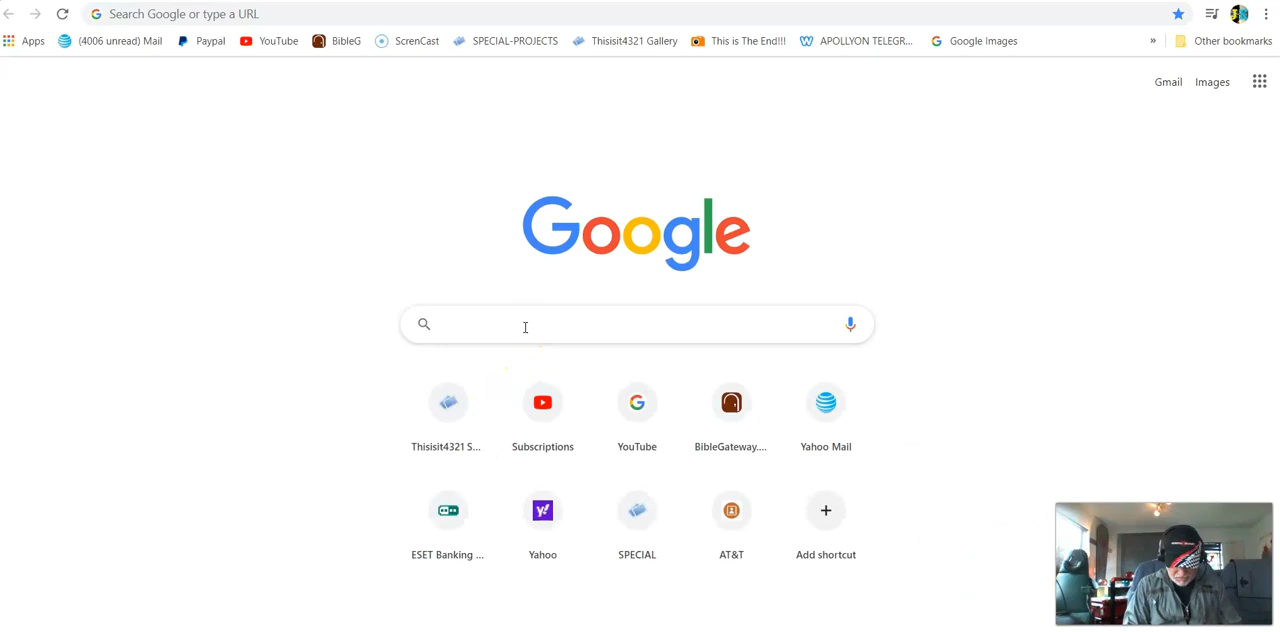 Search Google or type a URL
Apps (4006 unread) Mail Paypal YouTube BibleG ScrenCast SPECIAL-PROJECTS Thisisit4321 Gallery This is The End!!! APOLLYON TELEGR... Google Images » Other bookmarks
Gmail Images
Google
Thisisit4321 S... Subscriptions YouTube BibleGateway.... Yahoo Mail
ESET Banking ... Yahoo SPECIAL AT&T Add shortcut